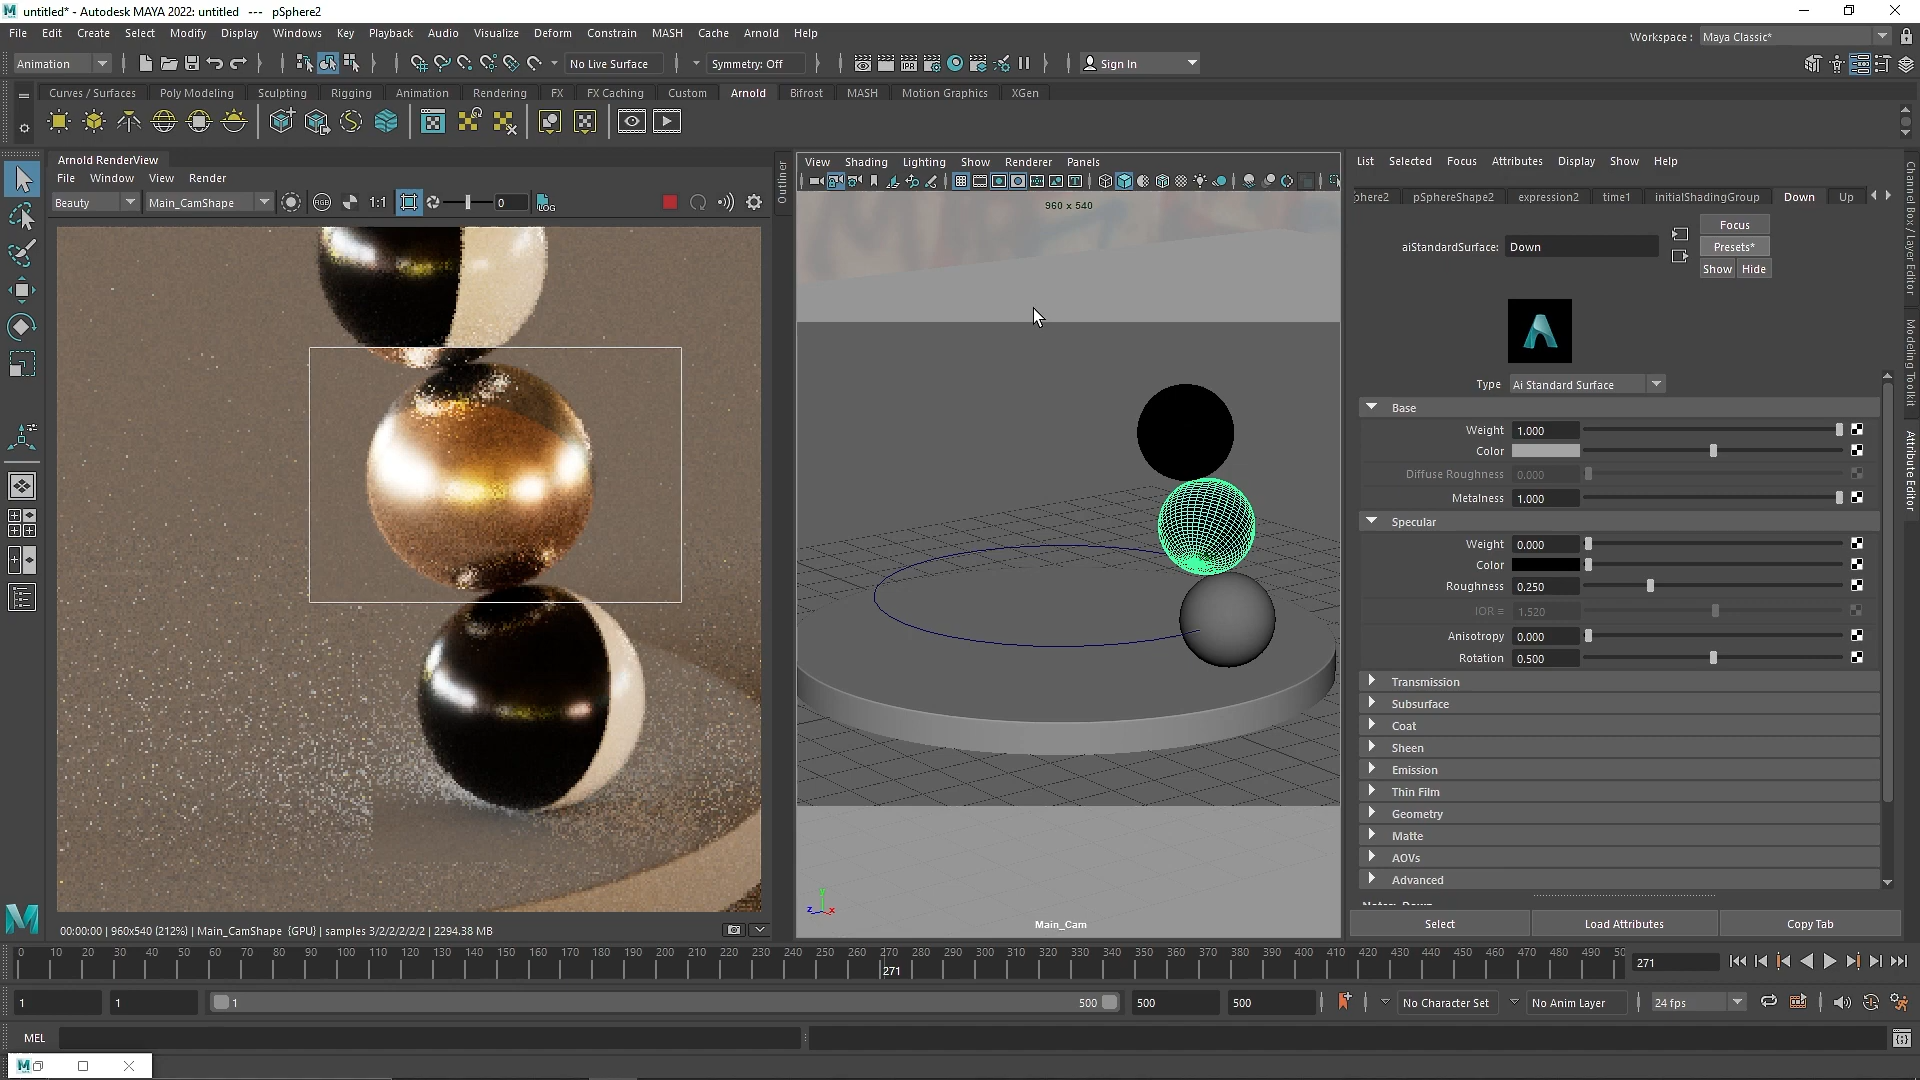 untitled* - Autodesk MAYA 2022: untitled --- pSphere2
File Edit Create Select Modify Display Windows Key Playback Audio Visualize Deform Constrain MASH Cache Arnold Help
Workspace : Maya Classic*
Animation
No Live Surface
Symmetry: Off
Sign In
Curves / Surfaces Poly Modeling Sculpting Rigging Animation Rendering FX FX Caching Custom Arnold Bifrost MASH Motion Graphics XGen
Arnold RenderView
File Window View Render
Beauty Main_CamShape 1:1 0 LOG
Outliner
View Shading Lighting Show Renderer Panels
960 x 540
Main_Cam
List Selected Focus Attributes Display Show Help
phere2 pSphereShape2 expression2 time1 initialShadingGroup Down Up
Focus
aiStandardSurface: Down
Presets*
Show Hide
Type Ai Standard Surface
Base
Weight 1.000
Color
Diffuse Roughness 0.000
Metalness 1.000
Specular
Weight 0.000
Color
Roughness 0.250
IOR = 1.520
Anisotropy 0.000
Rotation 0.500
Transmission
Subsurface
Coat
Sheen
Emission
Thin Film
Geometry
Matte
AOVs
Advanced
Select Load Attributes Copy Tab
Channel Box / Layer Editor
Modeling Toolkit
Attribute Editor
00:00:00 | 960x540 (212%) | Main_CamShape {GPU} | samples 3/2/2/2/2/2 | 2294.38 MB
0 10 20 30 40 50 60 70 80 90 100 110 120 130 140 150 160 170 180 190 200 210 220 230 240 250 260 270 280 290 300 310 320 330 340 350 360 370 380 390 400 410 420 430 440 450 460 470 480 490 50
271
271
1 1 1 500 500 500
No Character Set
No Anim Layer
24 fps
MEL